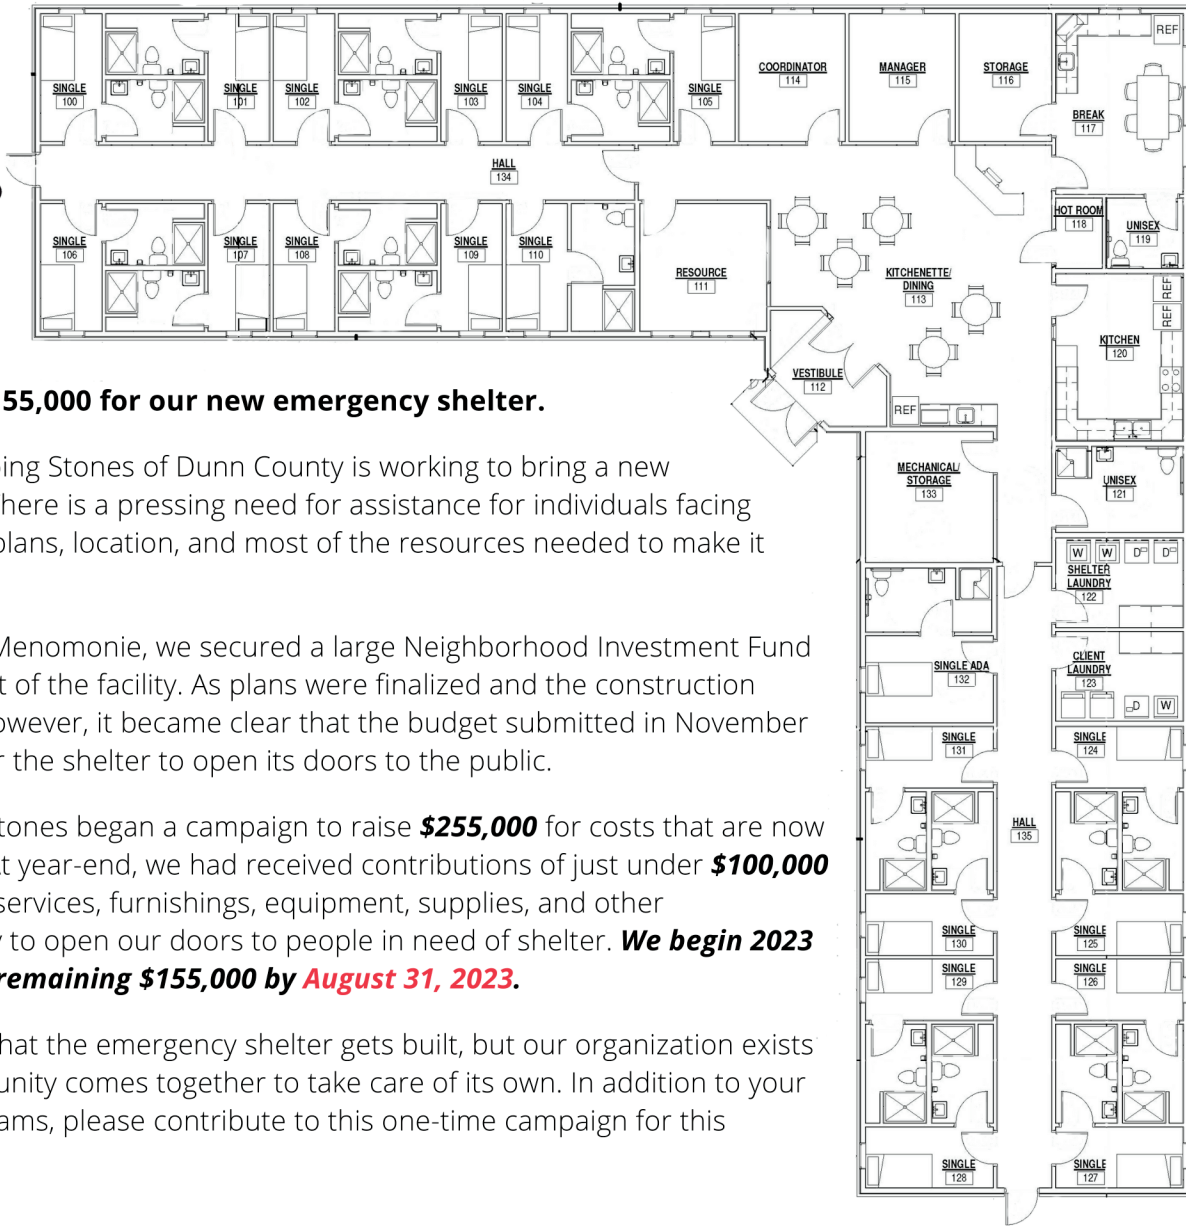 SINGLE
100
SINGLE
101
SINGLE
102
SINGLE
103
SINGLE
104
SINGLE
105
COORDINATOR
114
MANAGER
115
STORAGE
116
REF
BREAK
117
HALL
134
HOT ROOM
118
UNISEX
119
SINGLE
106
SINGLE
107
SINGLE
108
SINGLE
109
SINGLE
110
RESOURCE
111
KITCHENETTE/
DINING
113
REF
REF
KITCHEN
120
VESTIBULE
112
REF
55,000 for our new emergency shelter.
ing Stones of Dunn County is working to bring a new
here is a pressing need for assistance for individuals facing
plans, location, and most of the resources needed to make it
Menomonie, we secured a large Neighborhood Investment Fund
t of the facility. As plans were finalized and the construction
owever, it became clear that the budget submitted in November
r the shelter to open its doors to the public.
tones began a campaign to raise $255,000 for costs that are now
t year-end, we had received contributions of just under $100,000
services, furnishings, equipment, supplies, and other
y to open our doors to people in need of shelter. We begin 2023
remaining $155,000 by August 31, 2023.
hat the emergency shelter gets built, but our organization exists
unity comes together to take care of its own. In addition to your
ams, please contribute to this one-time campaign for this
MECHANICAL/
STORAGE
133
UNISEX
121
W W D D
SHELTER
LAUNDRY
122
CLIENT
LAUNDRY
123
D W
SINGLE ADA
132
SINGLE
131
SINGLE
124
HALL
135
SINGLE
130
SINGLE
125
SINGLE
129
SINGLE
126
SINGLE
128
SINGLE
127